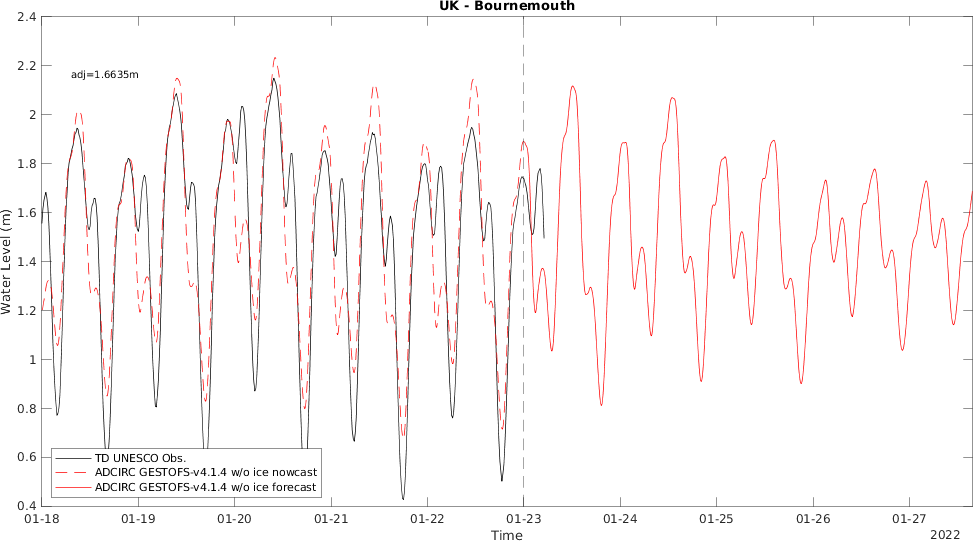 UK - Bournemouth
adj=1.6635m
Water Level (m)
2.4
2.2
2
1.8
1.6
1.4
1.2
1
0.8
0.6
0.4
TD UNESCO Obs.
ADCIRC GESTOFS-v4.1.4 w/o ice nowcast
ADCIRC GESTOFS-v4.1.4 w/o ice forecast
01-18 01-19 01-20 01-21 01-22 01-23 01-24 01-25 01-26 01-27
Time
2022